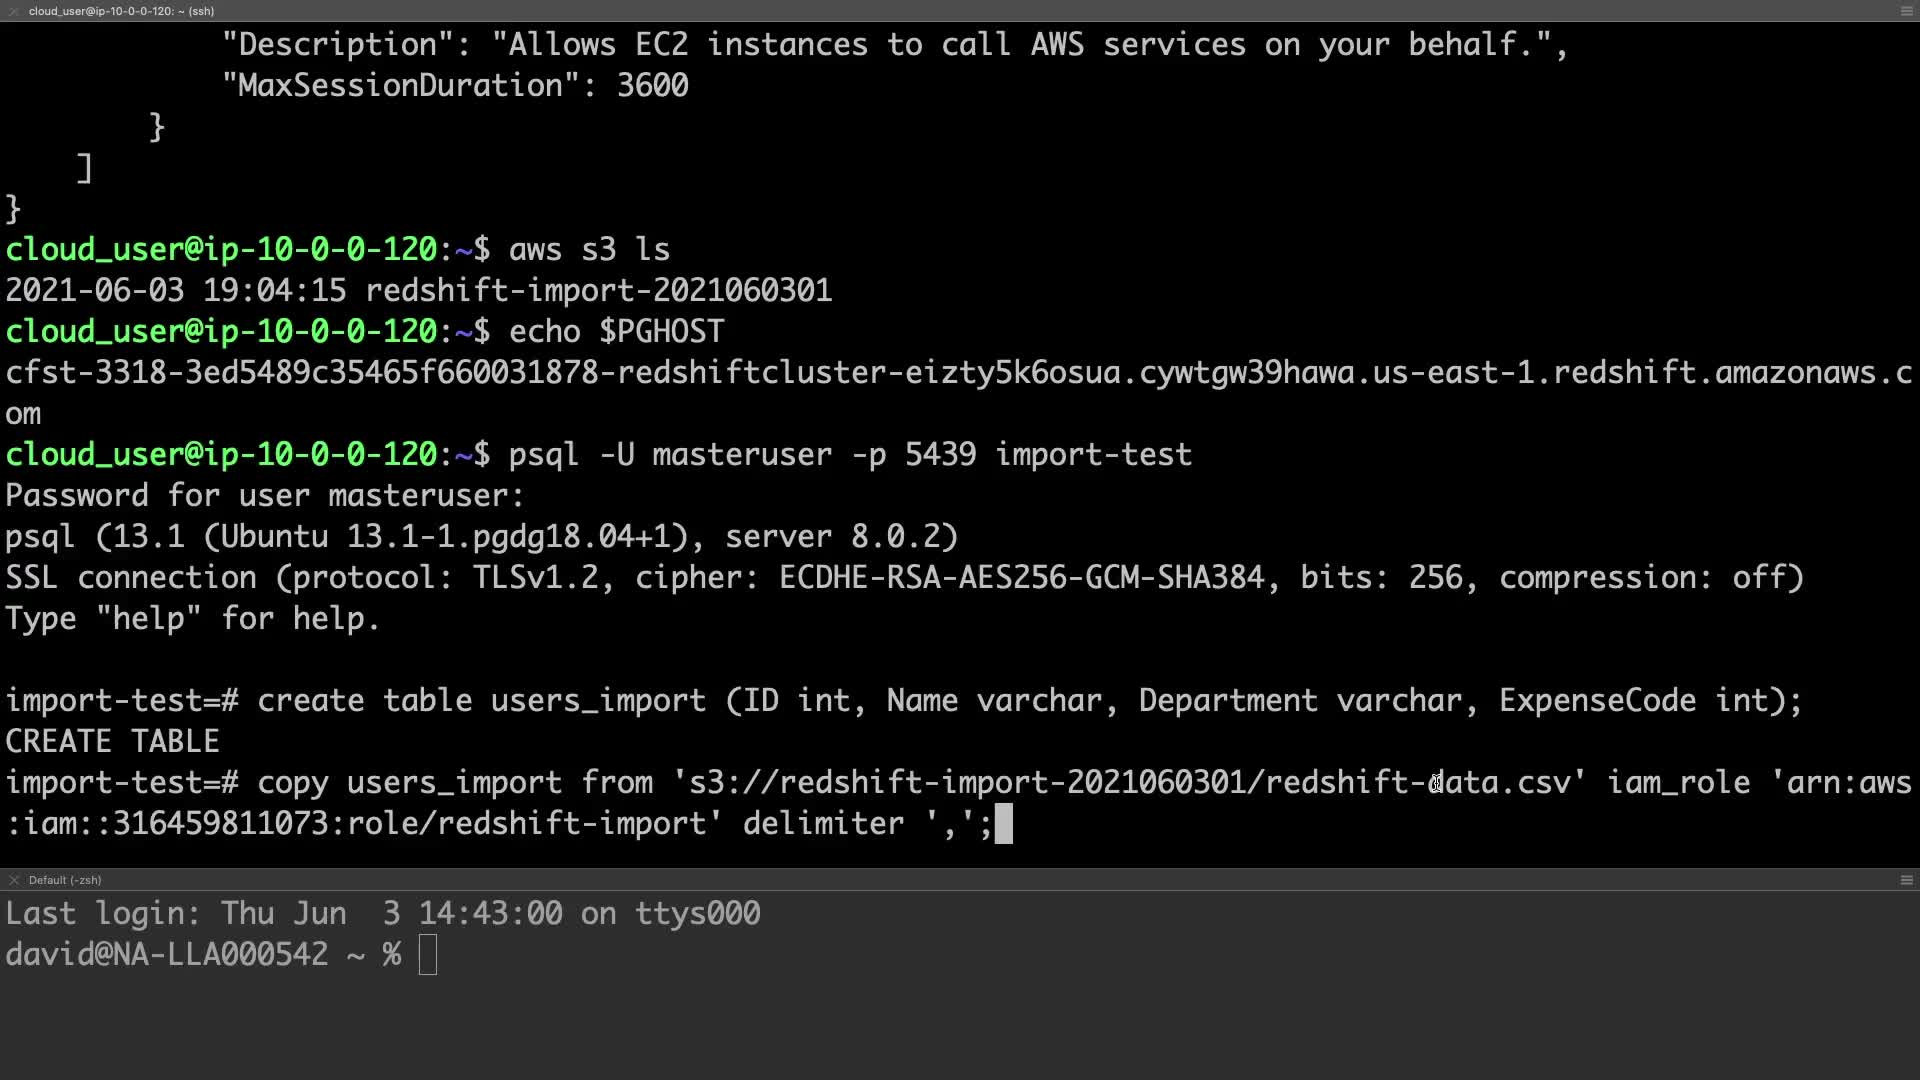 cloud_user@ip-10-0-0-120: ~ (ssh)
"Description": "Allows EC2 instances to call AWS services on your behalf.",
"MaxSessionDuration": 3600
}
]
}
cloud_user@ip-10-0-0-120:~$ aws s3 ls
2021-06-03 19:04:15 redshift-import-2021060301
cloud_user@ip-10-0-0-120:~$ echo $PGHOST
cfst-3318-3ed5489c35465f660031878-redshiftcluster-eizty5k6osua.cywtgw39hawa.us-east-1.redshift.amazonaws.c
om
cloud_user@ip-10-0-0-120:~$ psql -U masteruser -p 5439 import-test
Password for user masteruser:
psql (13.1 (Ubuntu 13.1-1.pgdg18.04+1), server 8.0.2)
SSL connection (protocol: TLSv1.2, cipher: ECDHE-RSA-AES256-GCM-SHA384, bits: 256, compression: off)
Type "help" for help.
import-test=# create table users_import (ID int, Name varchar, Department varchar, ExpenseCode int);
CREATE TABLE
import-test=# copy users_import from 's3://redshift-import-2021060301/redshift-data.csv' iam_role 'arn:aws
:iam::316459811073:role/redshift-import' delimiter ',';
Default (-zsh)
Last login: Thu Jun  3 14:43:00 on ttys000
david@NA-LLA000542 ~ %